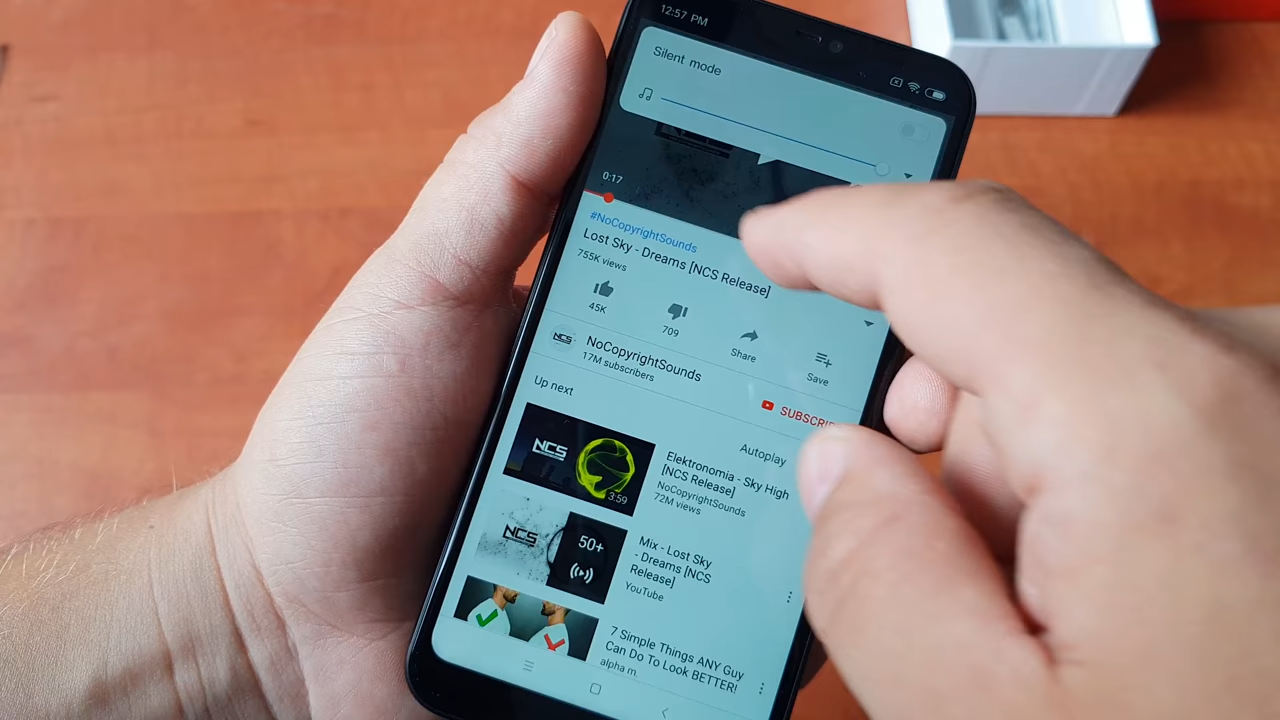 12:57 PM
Silent mode
0:17
#NoCopyrightSounds
Lost Sky - Dreams [NCS Release]
755K views
45K
709
Share
Save
NCS
NoCopyrightSounds
17M subscribers
SUBSCRI
Up next
Autoplay
NCS
3:59
Elektronomia - Sky High
[NCS Release]
NoCopyrightSounds
72M views
NCS
50+
Mix - Lost Sky
- Dreams [NCS
Release]
YouTube
7 Simple Things ANY Guy
Can Do To Look BETTER!
alpha m.